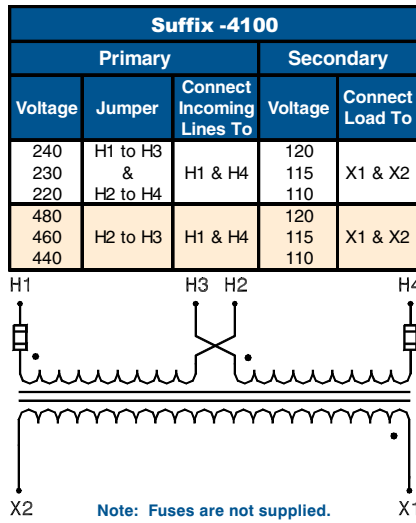 Suffix -4100
Primary Secondary
Voltage Jumper Connect Incoming Lines To Voltage Connect Load To
240 H1 to H3 120
230 & H1 & H4 115 X1 & X2
220 H2 to H4 110
480 120
460 H2 to H3 H1 & H4 115 X1 & X2
440 110
H1 H3 H2 H4
X2 Note: Fuses are not supplied. X1